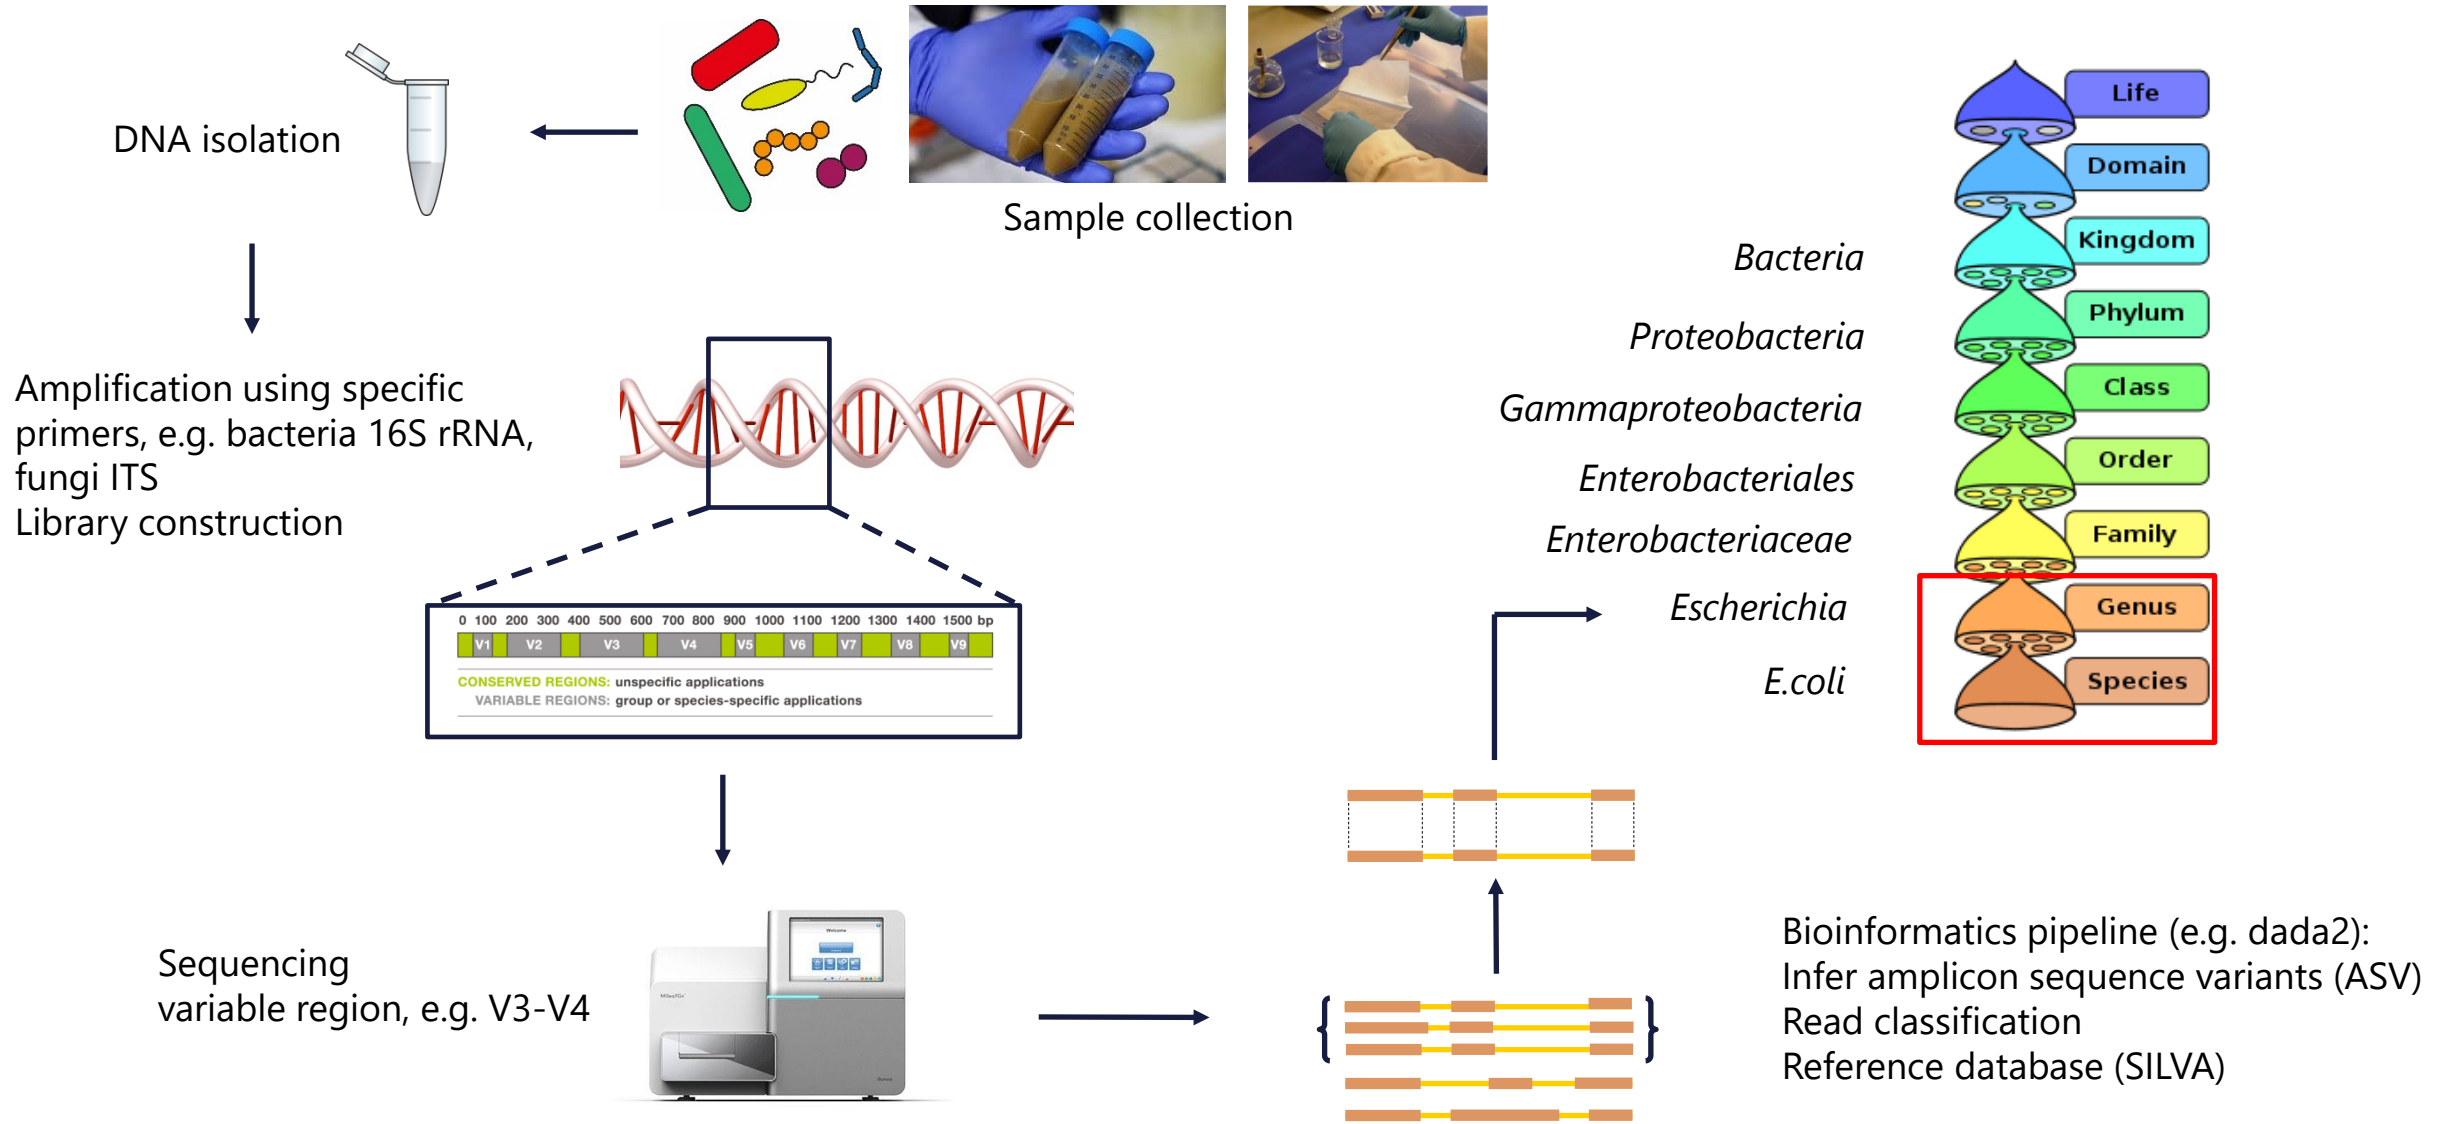 DNA isolation
Sample collection
Amplification using specific
primers, e.g. bacteria 16S rRNA,
fungi ITS
Library construction
0 100 200 300 400 500 600 700 800 900 1000 1100 1200 1300 1400 1500 bp
V1 V2 V3 V4 V5 V6 V7 V8 V9
CONSERVED REGIONS: unspecific applications
VARIABLE REGIONS: group or species-specific applications
Sequencing
variable region, e.g. V3-V4
Welcome
Bioinformatics pipeline (e.g. dada2):
Infer amplicon sequence variants (ASV)
Read classification
Reference database (SILVA)
Life
Domain
Bacteria Kingdom
Proteobacteria Phylum
Gammaproteobacteria Class
Enterobacteriales Order
Enterobacteriaceae Family
Escherichia Genus
E.coli Species